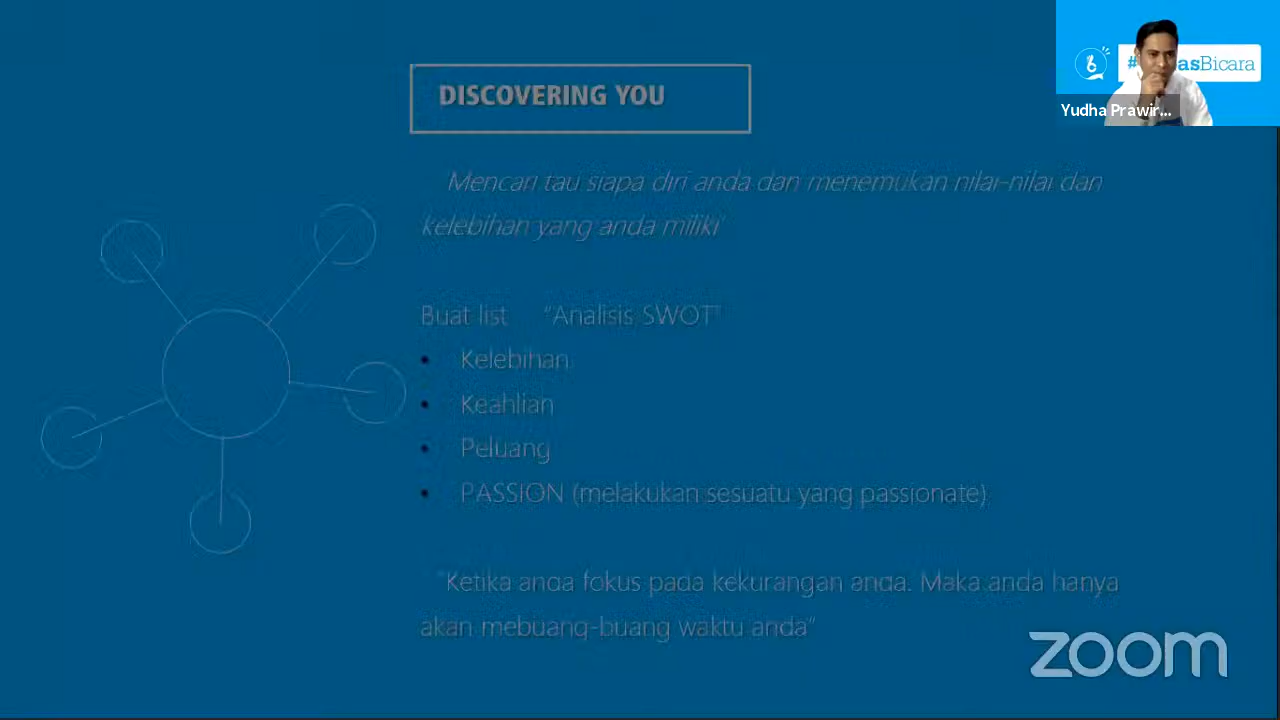 DISCOVERING YOU
'Mencari tau siapa diri anda dan menemukan nilai-nilai dan
kelebihan yang anda miliki'
Buat list "Analisis SWOT"
• Kelebihan
• Keahlian
• Peluang
• PASSION (melakukan sesuatu yang passionate)
"Ketika anda fokus pada kekurangan anda. Maka anda hanya
akan mebuang-buang waktu anda"
Bicara
Yudha Prawir...
zoom